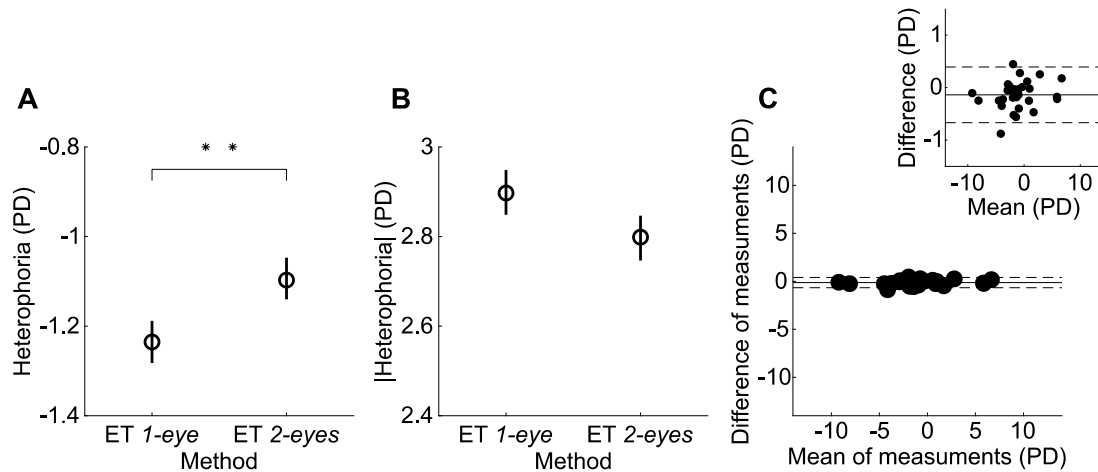 A
Heterophoria (PD)
-0.8
-1
-1.2
-1.4
* *
ET 1-eye ET 2-eyes
Method
B
|Heterophoria| (PD)
3
2.8
2.6
2.4
ET 1-eye ET 2-eyes
Method
C
Difference of measuments (PD)
10
5
0
-5
-10
-10 -5 0 5 10
Mean of measuments (PD)
Difference (PD)
1
0
-1
-10 0 10
Mean (PD)